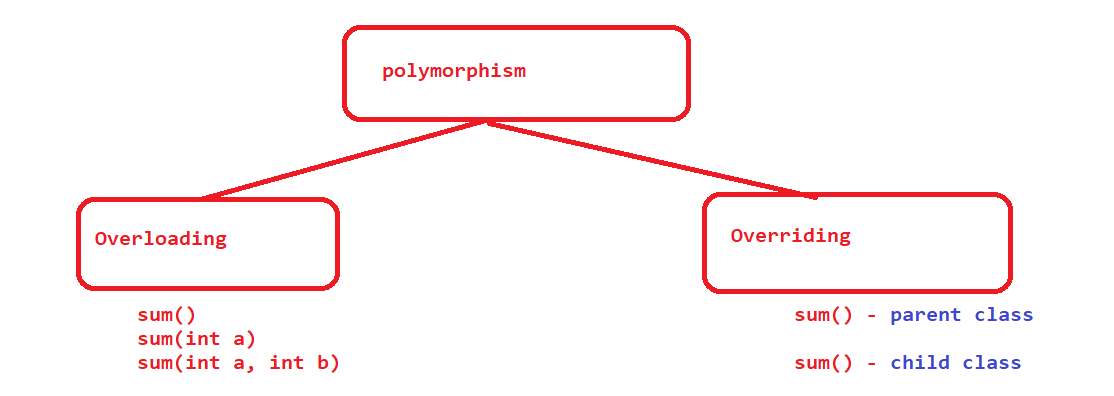 polymorphism
Overloading
sum()
sum(int a)
sum(int a, int b)
Overriding
sum() - parent class
sum() - child class